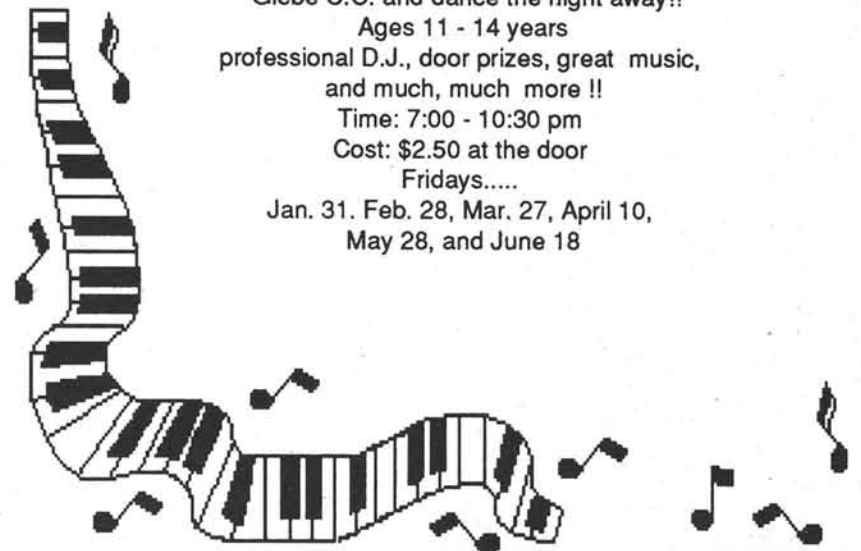 Glebe C.C. and dance the night away!!
Ages 11 - 14 years
professional D.J., door prizes, great music,
and much, much more !!
Time: 7:00 - 10:30 pm
Cost: $2.50 at the door
Fridays.....
Jan. 31. Feb. 28, Mar. 27, April 10,
May 28, and June 18